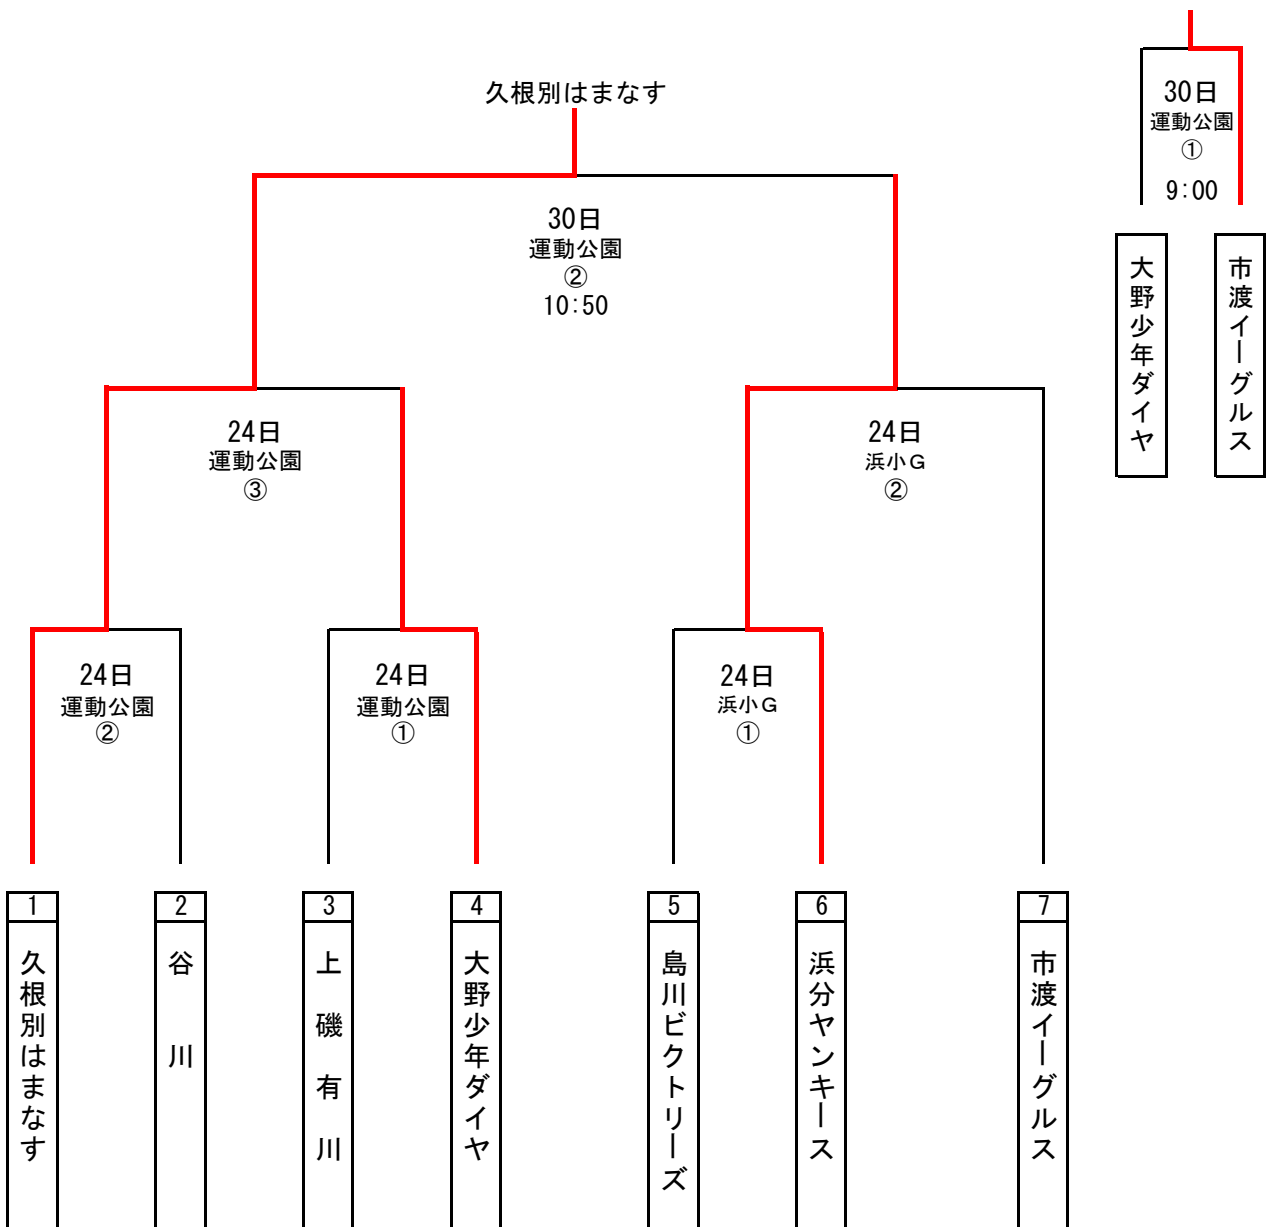 久根別はまなす
30日
運動公園
②
10:50
30日
運動公園
①
9:00
大野少年ダイヤ
市渡イーグルス
24日
運動公園
③
24日
浜小G
②
24日
運動公園
②
24日
運動公園
①
24日
浜小G
①
1
久根別はまなす
2
谷川
3
上磯有川
4
大野少年ダイヤ
5
島川ビクトリーズ
6
浜分ヤンキース
7
市渡イーグルス